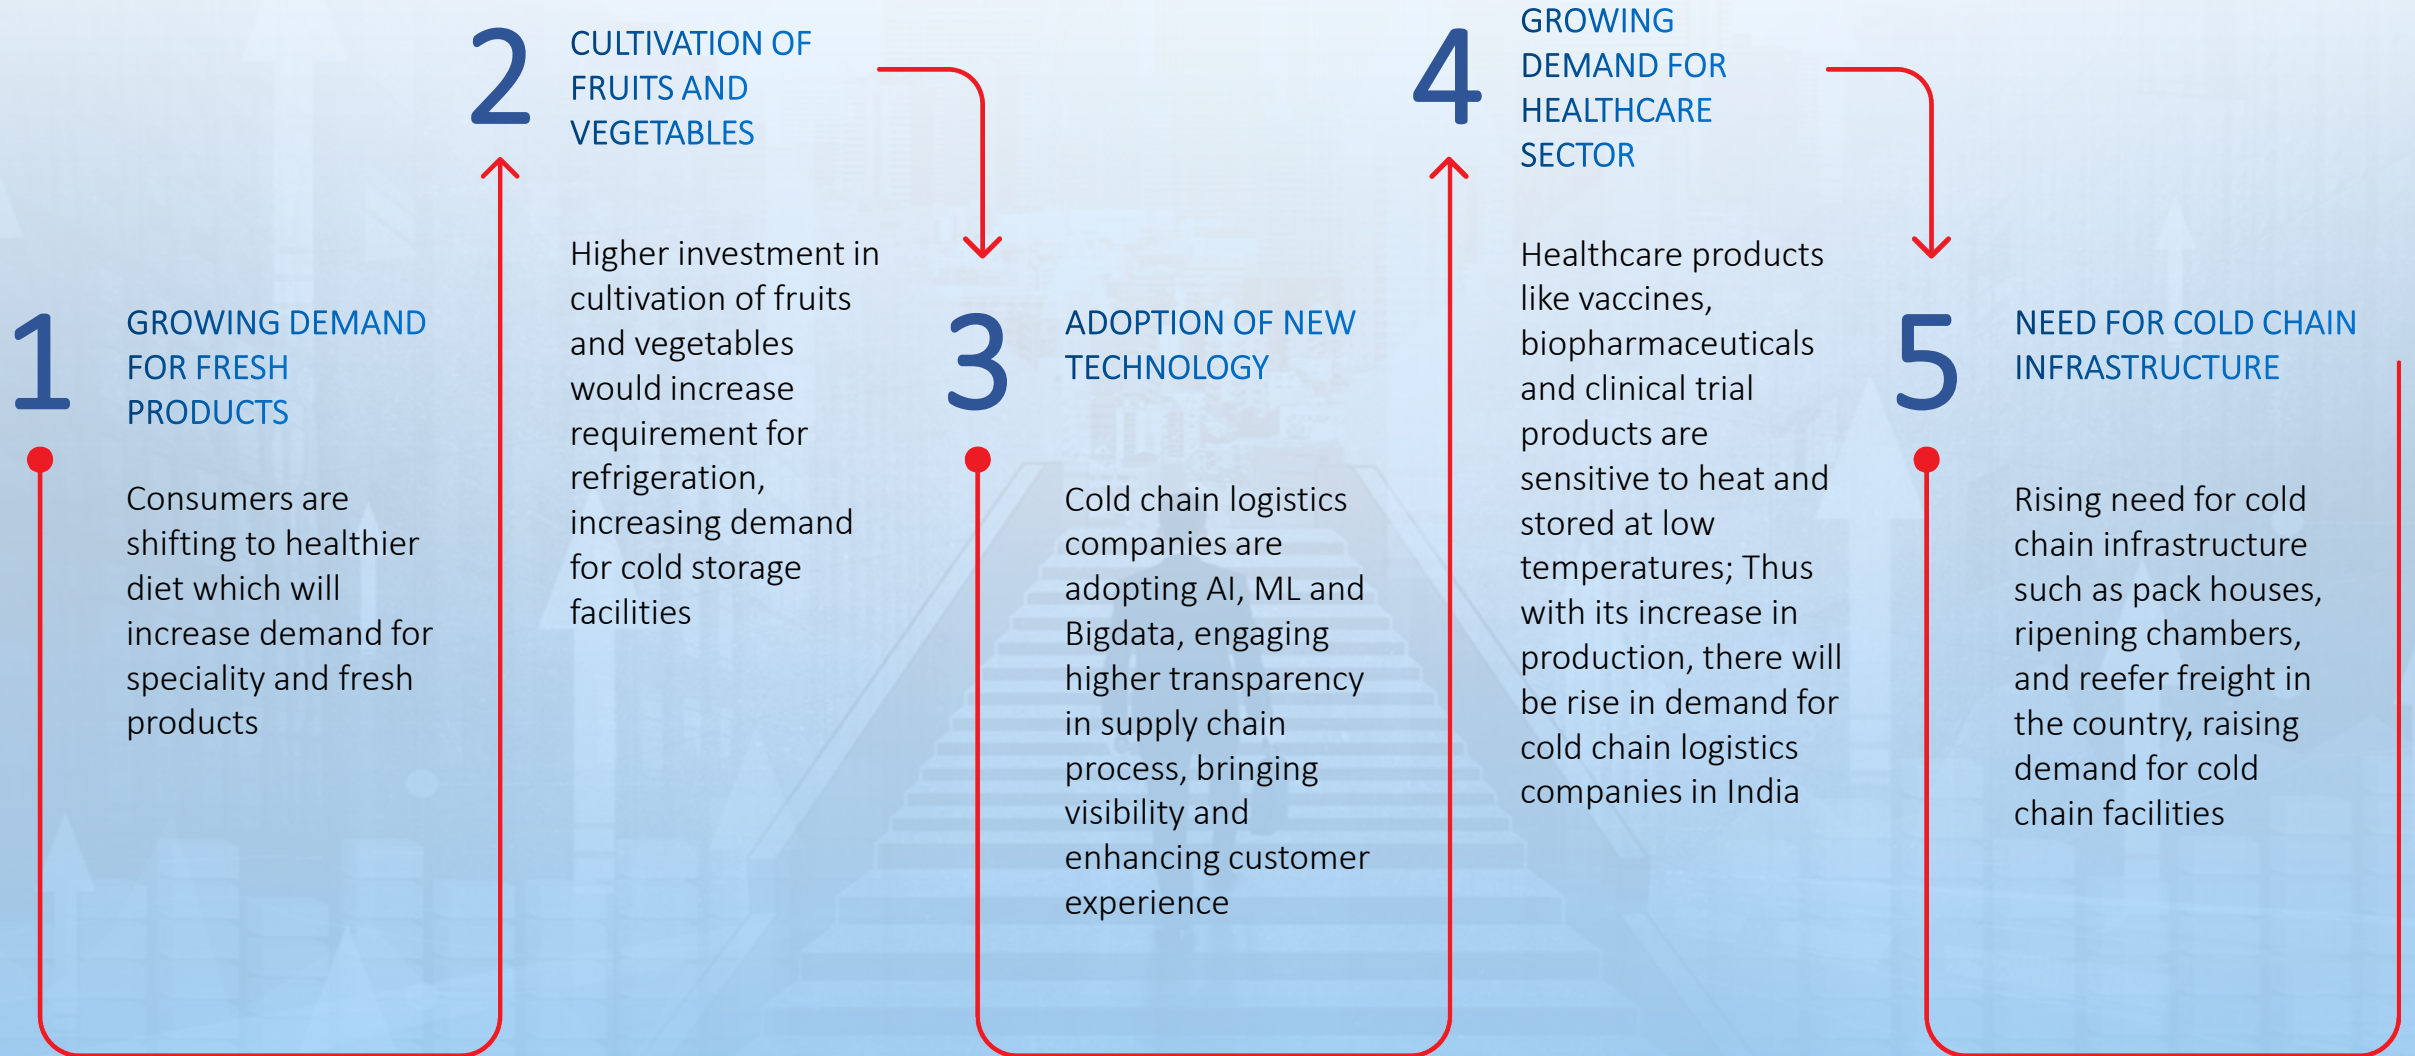 1
GROWING DEMAND
FOR FRESH
PRODUCTS
Consumers are
shifting to healthier
diet which will
increase demand for
speciality and fresh
products
2
CULTIVATION OF
FRUITS AND
VEGETABLES
Higher investment in
cultivation of fruits
and vegetables
would increase
requirement for
refrigeration,
increasing demand
for cold storage
facilities
3
ADOPTION OF NEW
TECHNOLOGY
Cold chain logistics
companies are
adopting AI, ML and
Bigdata, engaging
higher transparency
in supply chain
process, bringing
visibility and
enhancing customer
experience
4
GROWING
DEMAND FOR
HEALTHCARE
SECTOR
Healthcare products
like vaccines,
biopharmaceuticals
and clinical trial
products are
sensitive to heat and
stored at low
temperatures; Thus
with its increase in
production, there will
be rise in demand for
cold chain logistics
companies in India
5
NEED FOR COLD CHAIN
INFRASTRUCTURE
Rising need for cold
chain infrastructure
such as pack houses,
ripening chambers,
and reefer freight in
the country, raising
demand for cold
chain facilities